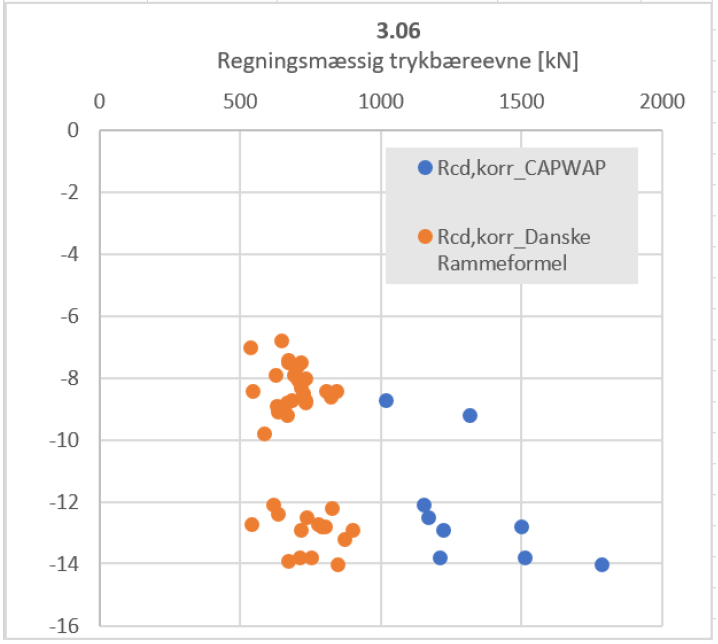 3.06
Regningsmæssig trykbæreevne [kN]
0 500 1000 1500 2000
0
-2
-4
-6
-8
-10
-12
-14
-16
Rcd,korr_CAPWAP
Rcd,korr_Danske
Rammeformel